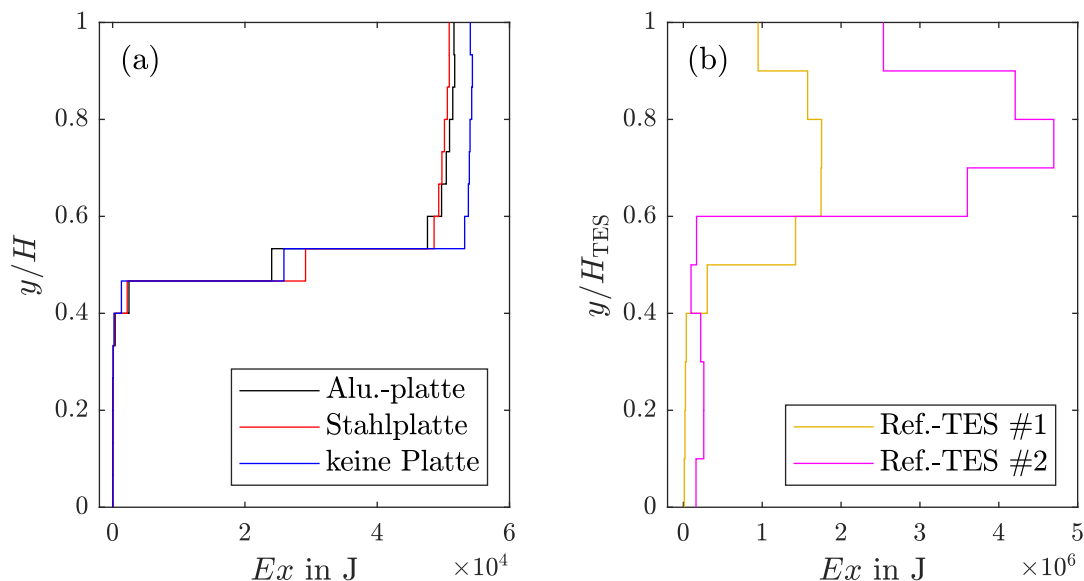 (a)
1
0.8
0.6
0.4
0.2
0
y/H
Alu.-platte
Stahlplatte
keine Platte
0 2 4 6
Ex in J ×10^4
(b)
1
0.8
0.6
0.4
0.2
0
y/H_TES
Ref.-TES #1
Ref.-TES #2
0 1 2 3 4 5
Ex in J ×10^6